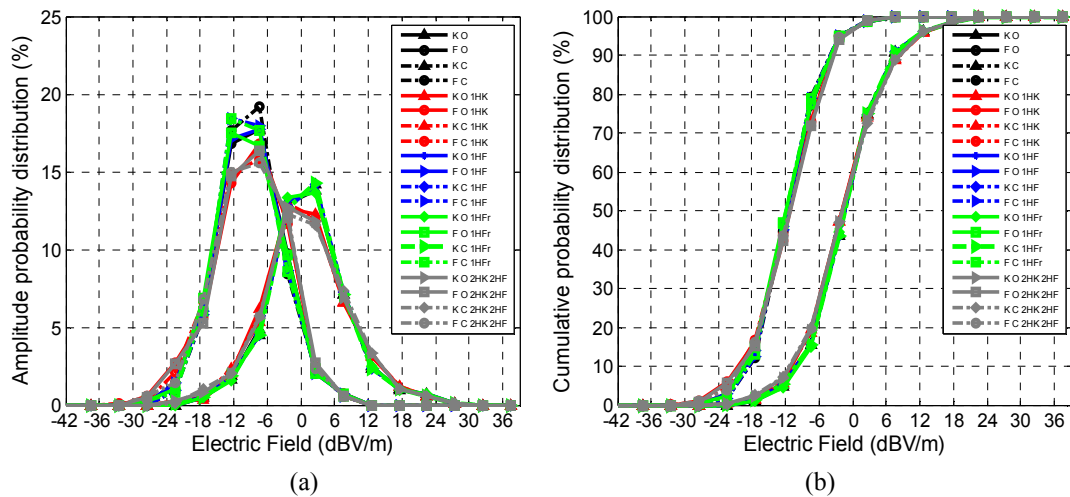 25
20
15
10
5
0
Amplitude probability distribution (%)
-42 -36 -30 -24 -18 -12 -6 0 6 12 18 24 30 36
Electric Field (dBV/m)
K O
F O
K C
F C
K O 1HK
F O 1HK
K C 1HK
F C 1HK
K O 1HF
F O 1HF
K C 1HF
F C 1HF
K O 1HFr
F O 1HFr
K C 1HFr
F C 1HFr
K O 2HK 2HF
F O 2HK 2HF
K C 2HK 2HF
F C 2HK 2HF
(a)
100
90
80
70
60
50
40
30
20
10
0
Cumulative probability distribution (%)
-42 -36 -30 -24 -18 -12 -6 0 6 12 18 24 30 36
Electric Field (dBV/m)
K O
F O
K C
F C
K O 1HK
F O 1HK
K C 1HK
F C 1HK
K O 1HF
F O 1HF
K C 1HF
F C 1HF
K O 1HFr
F O 1HFr
K C 1HFr
F C 1HFr
K O 2HK 2HF
F O 2HK 2HF
K C 2HK 2HF
F C 2HK 2HF
(b)